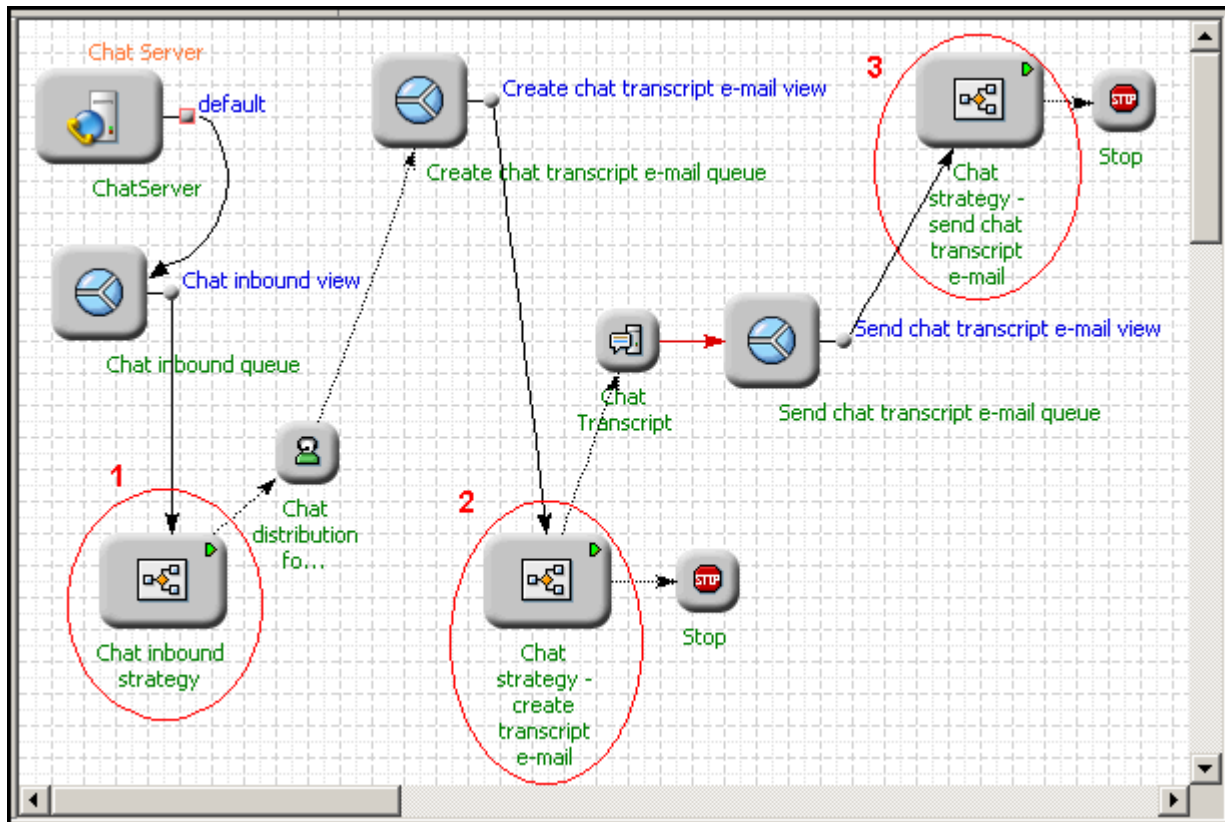 Chat Server
default
ChatServer
Chat inbound view
Chat inbound queue
1
Chat inbound
strategy
Chat
distribution
fo...
Create chat transcript e-mail view
Create chat transcript e-mail queue
2
Chat
strategy -
create
transcript
e-mail
STOP
Stop
Chat
Transcript
Send chat transcript e-mail view
Send chat transcript e-mail queue
3
Chat
strategy -
send chat
transcript
e-mail
STOP
Stop